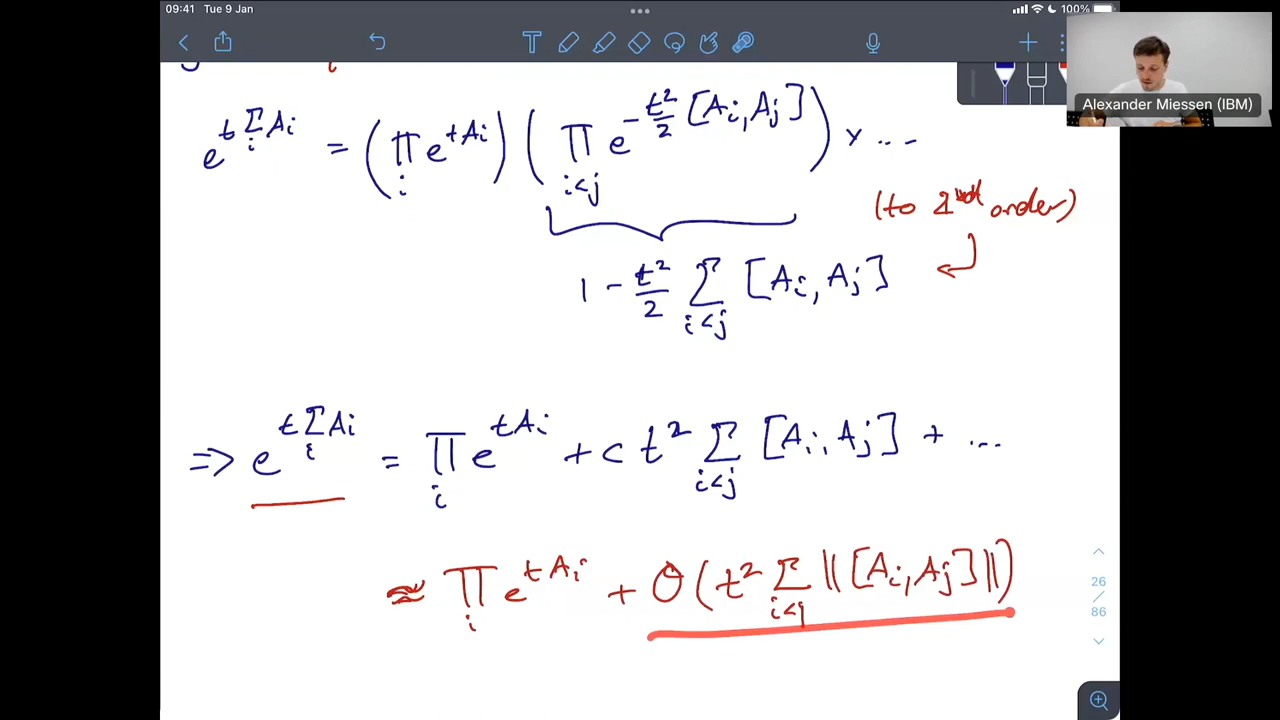 09:41 Tue 9 Jan
100%
Alexander Miessen (IBM)
e^{t Σ_i A_i} = (∏_i e^{tA_i}) (∏_{i<j} e^{-t²/2 [A_i, A_j]}) × ...
(to 2nd order)
1 - t²/2 Σ_{i<j} [A_i, A_j]
=> e^{t Σ_i A_i} = ∏_i e^{tA_i} + c t² Σ_{i<j} [A_i, A_j] + ...
≈ ∏_i e^{tA_i} + O(t² Σ_{i<j} ||[A_i, A_j]||)
26
/
86